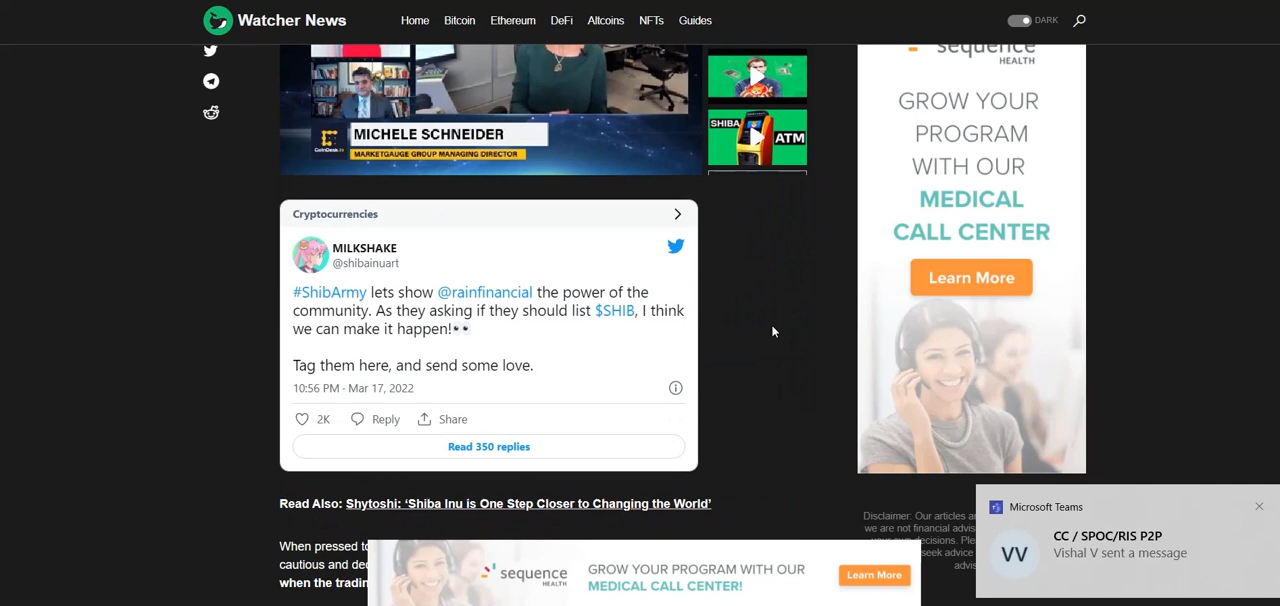 Watcher News
Home Bitcoin Ethereum DeFi Altcoins NFTs Guides
DARK
MICHELE SCHNEIDER
MARKETGAUGE GROUP MANAGING DIRECTOR
SHIBA
ATM
Cryptocurrencies
MILKSHAKE
@shibainuart
#ShibArmy lets show @rainfinancial the power of the
community. As they asking if they should list $SHIB, I think
we can make it happen!👀
Tag them here, and send some love.
10:56 PM · Mar 17, 2022
2K Reply Share
Read 350 replies
Read Also: Shytoshi: ‘Shiba Inu is One Step Closer to Changing the World’
When pressed
cautious and
when the
sequence
HEALTH
GROW YOUR
PROGRAM
WITH OUR
MEDICAL
CALL CENTER
Learn More
Disclaimer: Our articles
we are not financial
decisions.
seek advice
sequence
HEALTH
GROW YOUR PROGRAM WITH OUR
MEDICAL CALL CENTER!
Learn More
Microsoft Teams
VV
CC / SPOC/RIS P2P
Vishal V sent a message